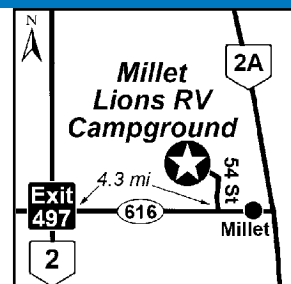 N
2A
Millet
Lions RV
Campground
54 St
4.3 mi
Exit
497
616
Millet
2